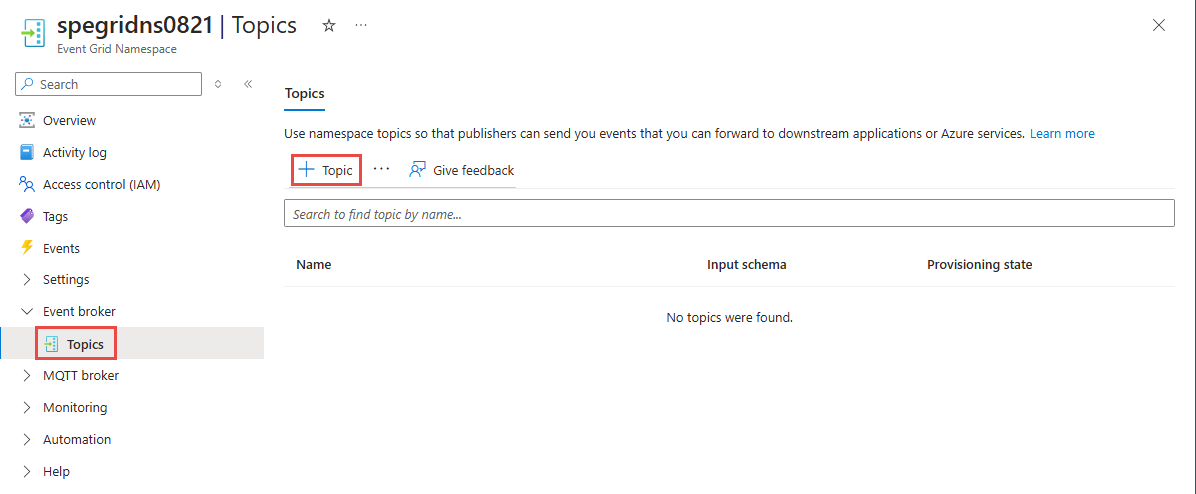 spegridns0821 | Topics
Event Grid Namespace
Search
Overview
Activity log
Access control (IAM)
Tags
Events
Settings
Event broker
Topics
MQTT broker
Monitoring
Automation
Help
Topics
Use namespace topics so that publishers can send you events that you can forward to downstream applications or Azure services. Learn more
Topic ... Give feedback
Search to find topic by name...
Name Input schema Provisioning state
No topics were found.